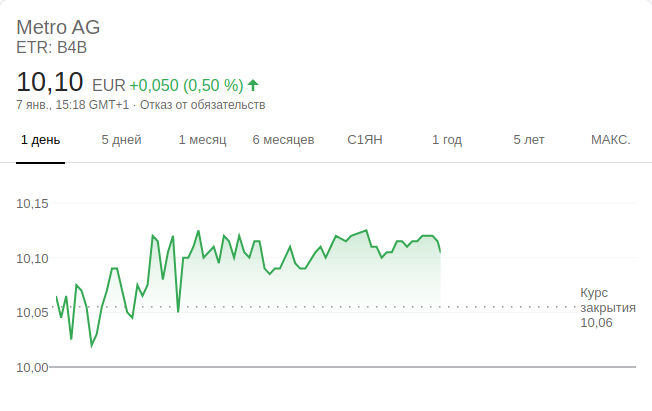 Metro AG
ETR: B4B
10,10 EUR +0,050 (0,50 %)
7 янв., 15:18 GMT+1 · Отказ от обязательств
1 день 5 дней 1 месяц 6 месяцев С1ЯН 1 год 5 лет МАКС.
10,15
10,10
10,05
10,00
Курс
закрытия
10,06